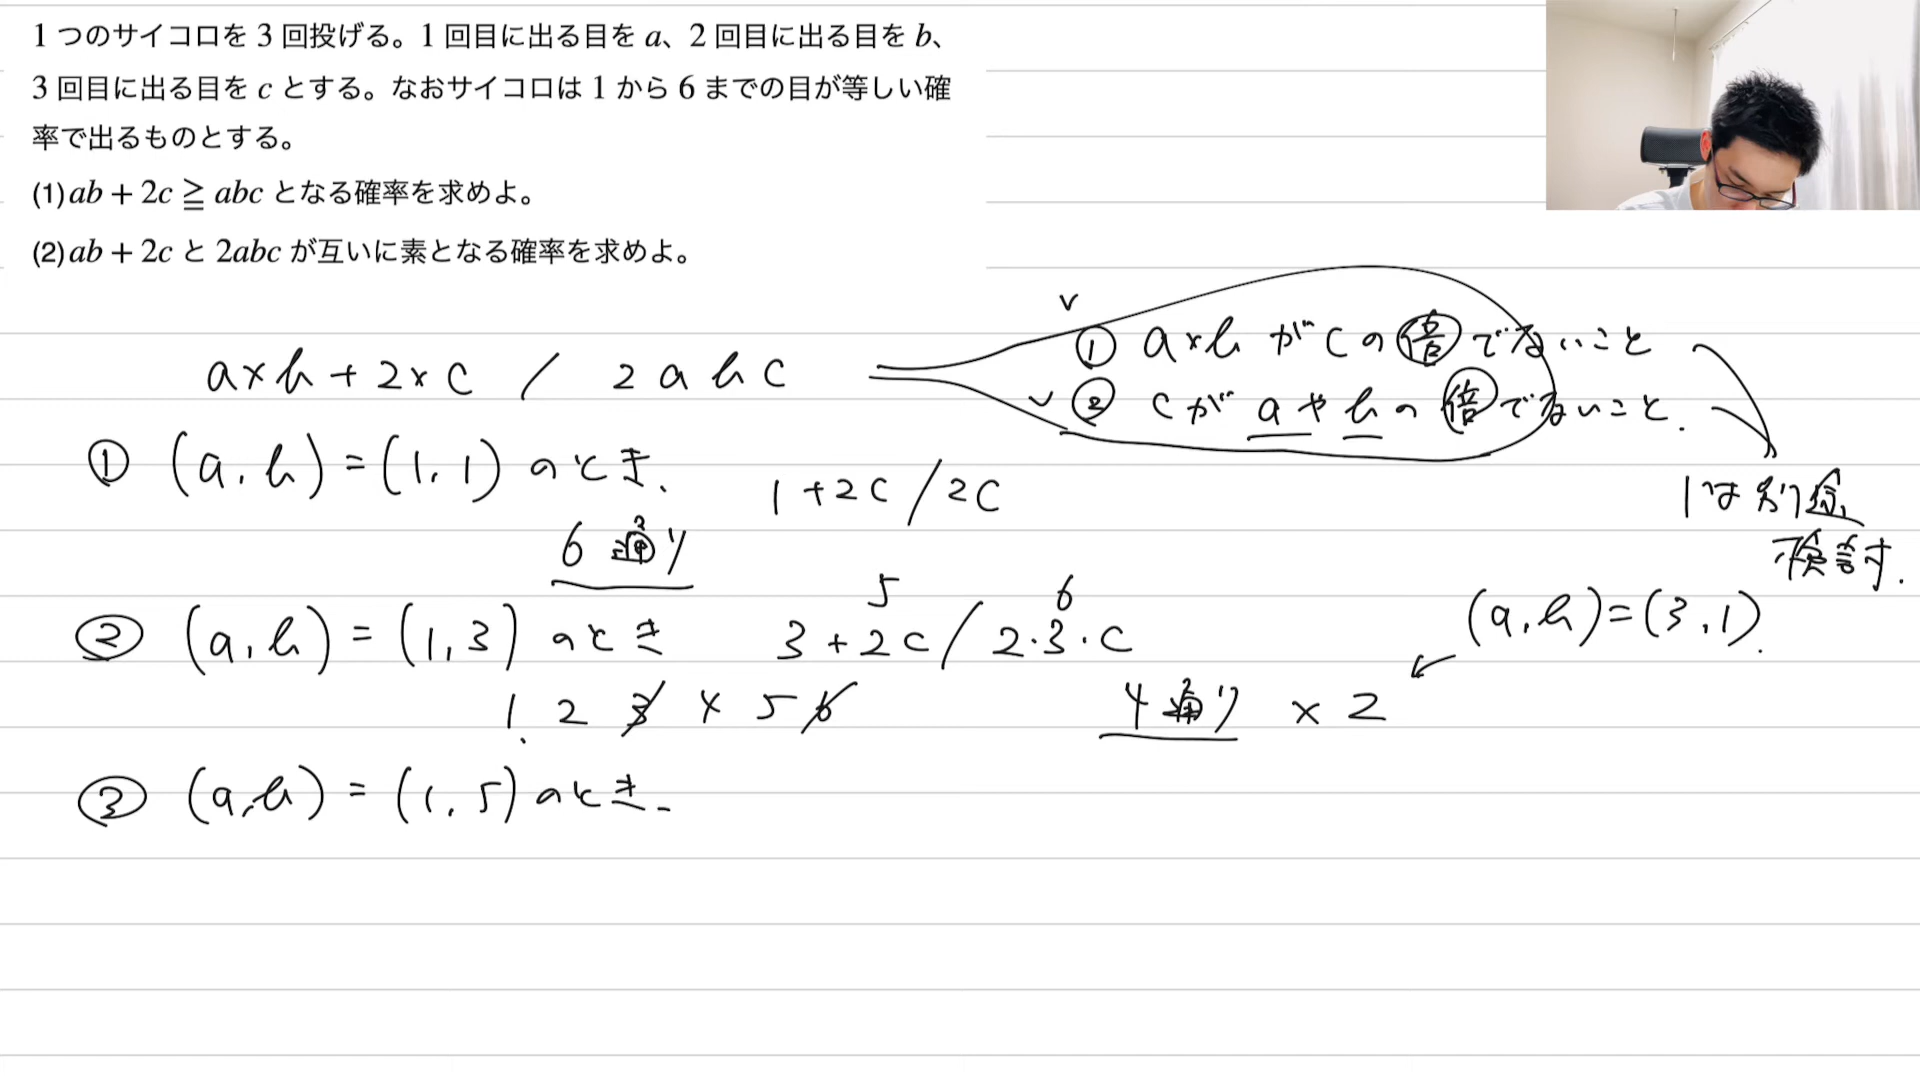 1 つのサイコロを 3 回投げる。1 回目に出る目を a、2 回目に出る目を b、
3 回目に出る目を c とする。なおサイコロは 1 から 6 までの目が等しい確
率で出るものとする。
(1) ab + 2c ≧ abc となる確率を求めよ。
(2) ab + 2c と 2abc が互いに素となる確率を求めよ。
a×b+2×c / 2abc
① a×b が c の倍でないこと
② c が a や b の倍でないこと.
1は別途
検討.
① (a,b)=(1,1)のとき、 1+2c/2c
6通り
② (a,b)=(1,3)のとき 3+2c/2·3·c
5 6
(a,b)=(3,1).
1. 2 3 4 5 6
4通り ×2
③ (a,b)=(1,5)のとき